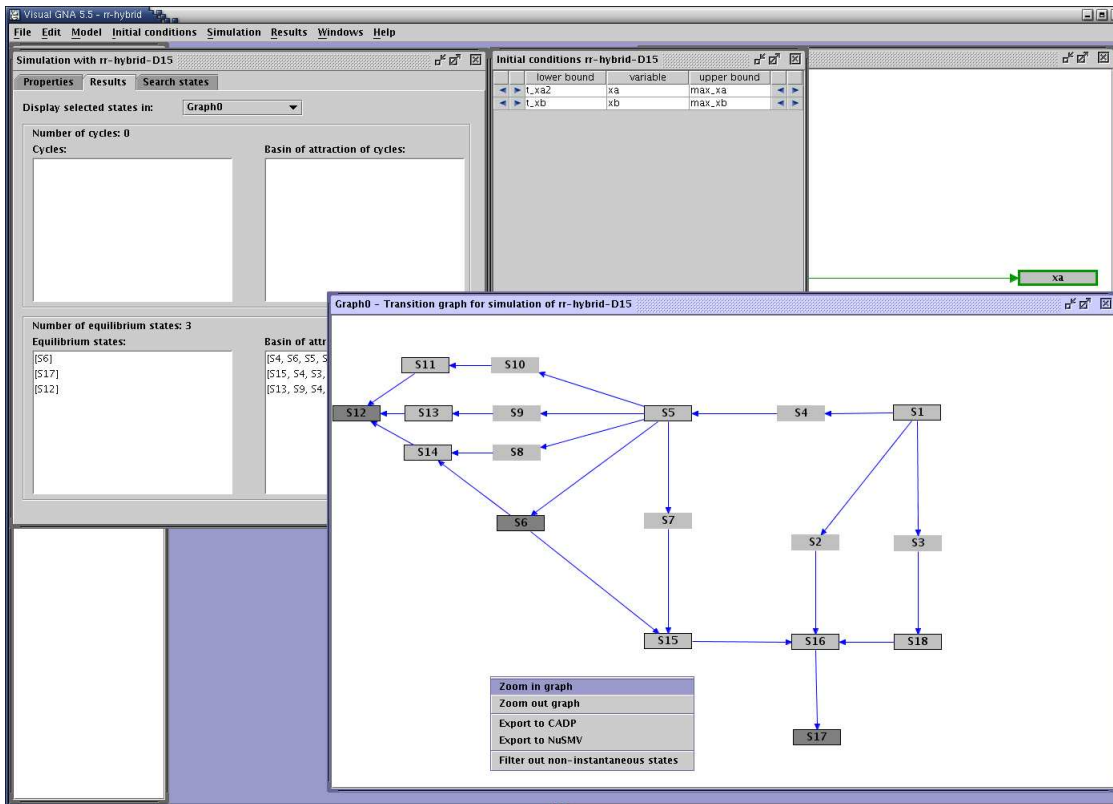 Visual GNA 5.5 - rr-hybrid
File Edit Model Initial conditions Simulation Results Windows Help
Simulation with rr-hybrid-D15
Properties Results Search states
Display selected states in: Graph0
Number of cycles: 0
Cycles: Basin of attraction of cycles:
Number of equilibrium states: 3
Equilibrium states: Basin of attr
[S6] [S4, S6, S5, S
[S17] [S15, S4, S3,
[S12] [S13, S9, S4,
Initial conditions rr-hybrid-D15
lower bound variable upper bound
t_xa2 xa max_xa
t_xb xb max_xb
xa
Graph0 - Transition graph for simulation of rr-hybrid-D15
S11 S10
S12 S13 S9 S5 S4 S1
S14 S8
S6 S7 S2 S3
S15 S16 S18
S17
Zoom in graph
Zoom out graph
Export to CADP
Export to NuSMV
Filter out non-instantaneous states